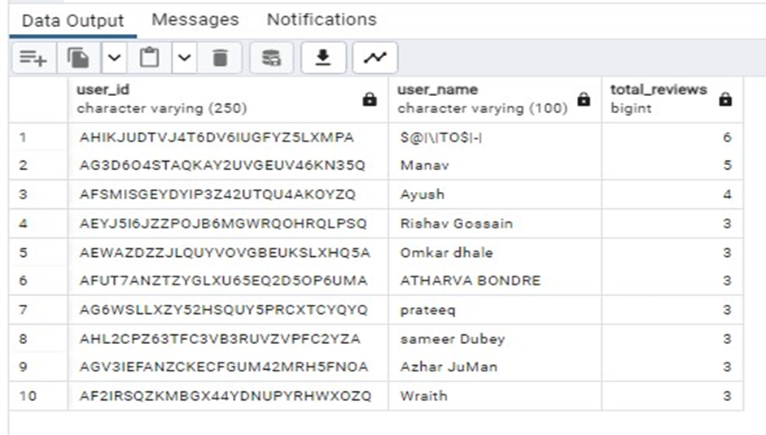 Data Output Messages Notifications
user_id user_name total_reviews
character varying (250) character varying (100) bigint
1 AHIKJUDTVJ4T6DV6IUGFYZ5LXMPA $@|\|TO$|-| 6
2 AG3D6O4STAQKAY2UVGEUV46KN35Q Manav 5
3 AFSMISGEYDYIP3Z42UTQU4AKOYZQ Ayush 4
4 AEYJ5I6JZZPOJB6MGWRQOHRQLPSQ Rishav Gossain 3
5 AEWAZDZZJLQUYVOVGBEUKSLXHQ5A Omkar dhale 3
6 AFUT7ANZTZYGLXU65EQ2D5OP6UMA ATHARVA BONDRE 3
7 AG6WSLLXZY52HSQUY5PRCXTCYQYQ prateeq 3
8 AHL2CPZ63TFC3VB3RUVZVPFC2YZA sameer Dubey 3
9 AGV3IEFANZCKECFGUM42MRH5FNOA Azhar JuMan 3
10 AF2IRSQZKMBGX44YDNUPYRHWXOZQ Wraith 3